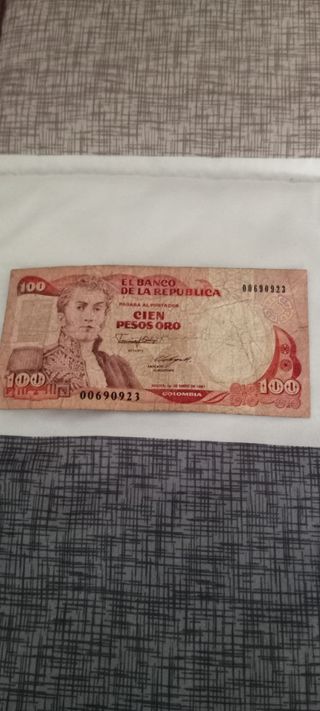 100
EL BANCO
DE LA REPUBLICA
00690923
PAGARA AL PORTADOR
CIEN
PESOS ORO
100
00690923
COLOMBIA
100